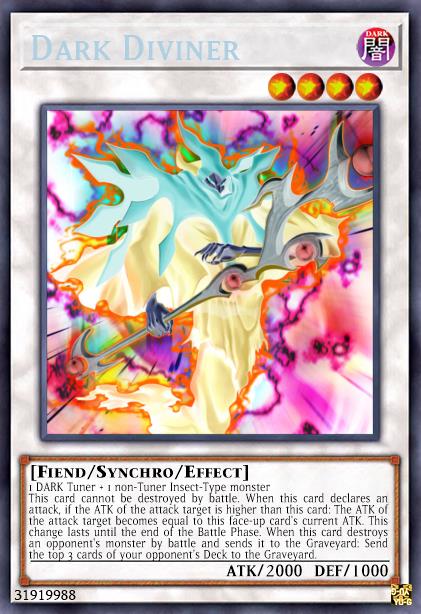 DARK DIVINER
DARK
闇
[FIEND/SYNCHRO/EFFECT]
1 DARK Tuner + 1 non-Tuner Insect-Type monster
This card cannot be destroyed by battle. When this card declares an
attack, if the ATK of the attack target is higher than this card: The ATK of
the attack target becomes equal to this face-up card's current ATK. This
change lasts until the end of the Battle Phase. When this card destroys
an opponent's monster by battle and sends it to the Graveyard: Send
the top 3 cards of your opponent's Deck to the Graveyard.
ATK/2000 DEF/1000
31919988